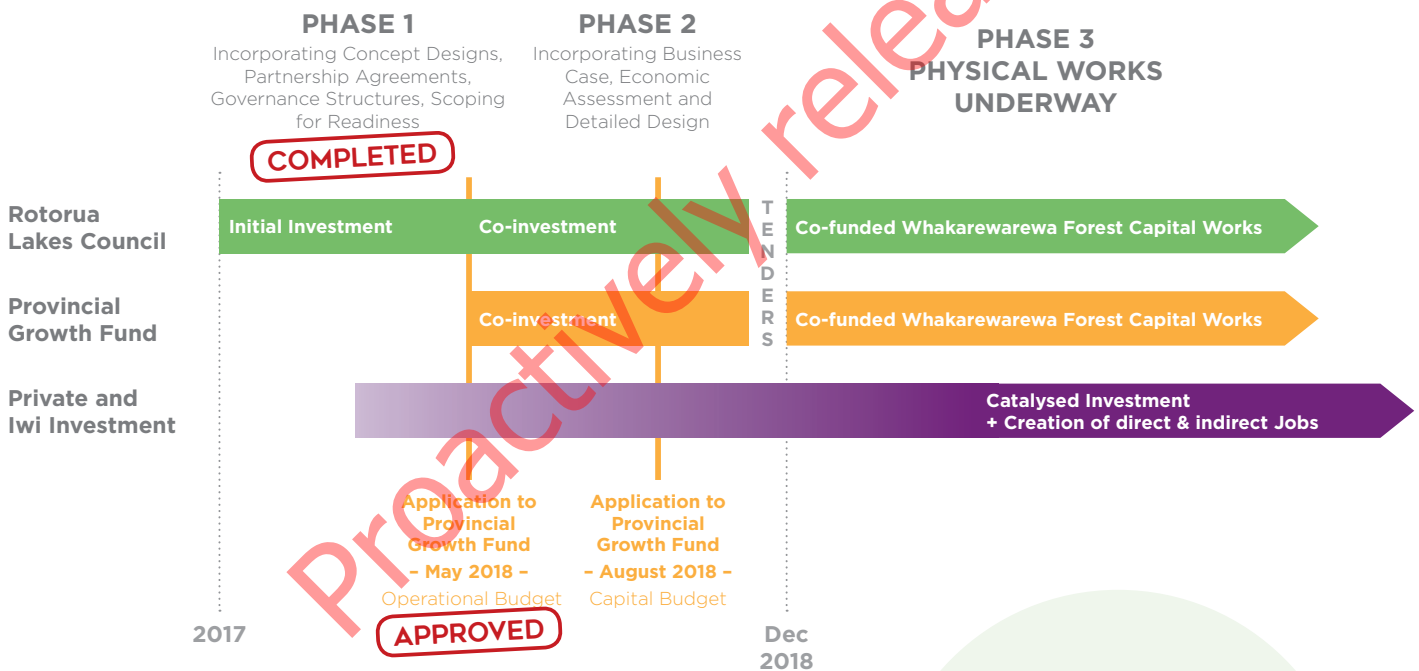 PHASE 1
Incorporating Concept Designs,
Partnership Agreements,
Governance Structures, Scoping
for Readiness
COMPLETED
PHASE 2
Incorporating Business
Case, Economic
Assessment and
Detailed Design
PHASE 3
PHYSICAL WORKS
UNDERWAY
Rotorua
Lakes Council
Initial Investment
Co-investment
TENDERS
Co-funded Whakarewarewa Forest Capital Works
Provincial
Growth Fund
Co-investment
Co-funded Whakarewarewa Forest Capital Works
Private and
Iwi Investment
Catalysed Investment
+ Creation of direct & indirect Jobs
Application to
Provincial
Growth Fund
– May 2018 –
Operational Budget
APPROVED
Application to
Provincial
Growth Fund
– August 2018 –
Capital Budget
2017
Dec
2018
Proactively relea